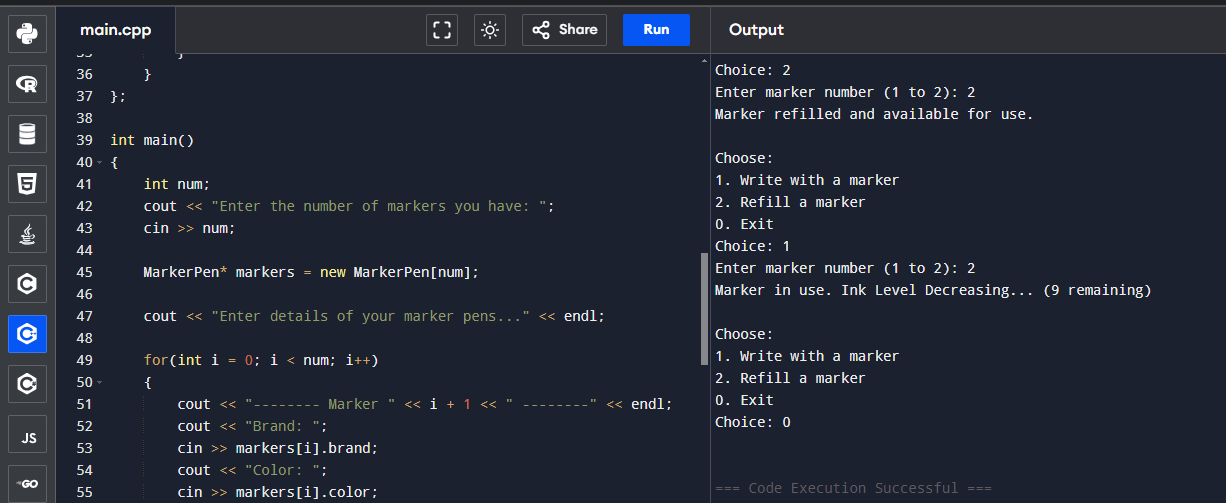 main.cpp
Share
Run
Output
35 }
36 }
37 };
38
39 int main()
40 {
41 int num;
42 cout << "Enter the number of markers you have: ";
43 cin >> num;
44
45 MarkerPen* markers = new MarkerPen[num];
46
47 cout << "Enter details of your marker pens..." << endl;
48
49 for(int i = 0; i < num; i++)
50 {
51 cout << "-------- Marker " << i + 1 << " --------" << endl;
52 cout << "Brand: ";
53 cin >> markers[i].brand;
54 cout << "Color: ";
55 cin >> markers[i].color;
Choice: 2
Enter marker number (1 to 2): 2
Marker refilled and available for use.
Choose:
1. Write with a marker
2. Refill a marker
0. Exit
Choice: 1
Enter marker number (1 to 2): 2
Marker in use. Ink Level Decreasing... (9 remaining)
Choose:
1. Write with a marker
2. Refill a marker
0. Exit
Choice: 0
=== Code Execution Successful ===
R
5
C
C
C
JS
GO